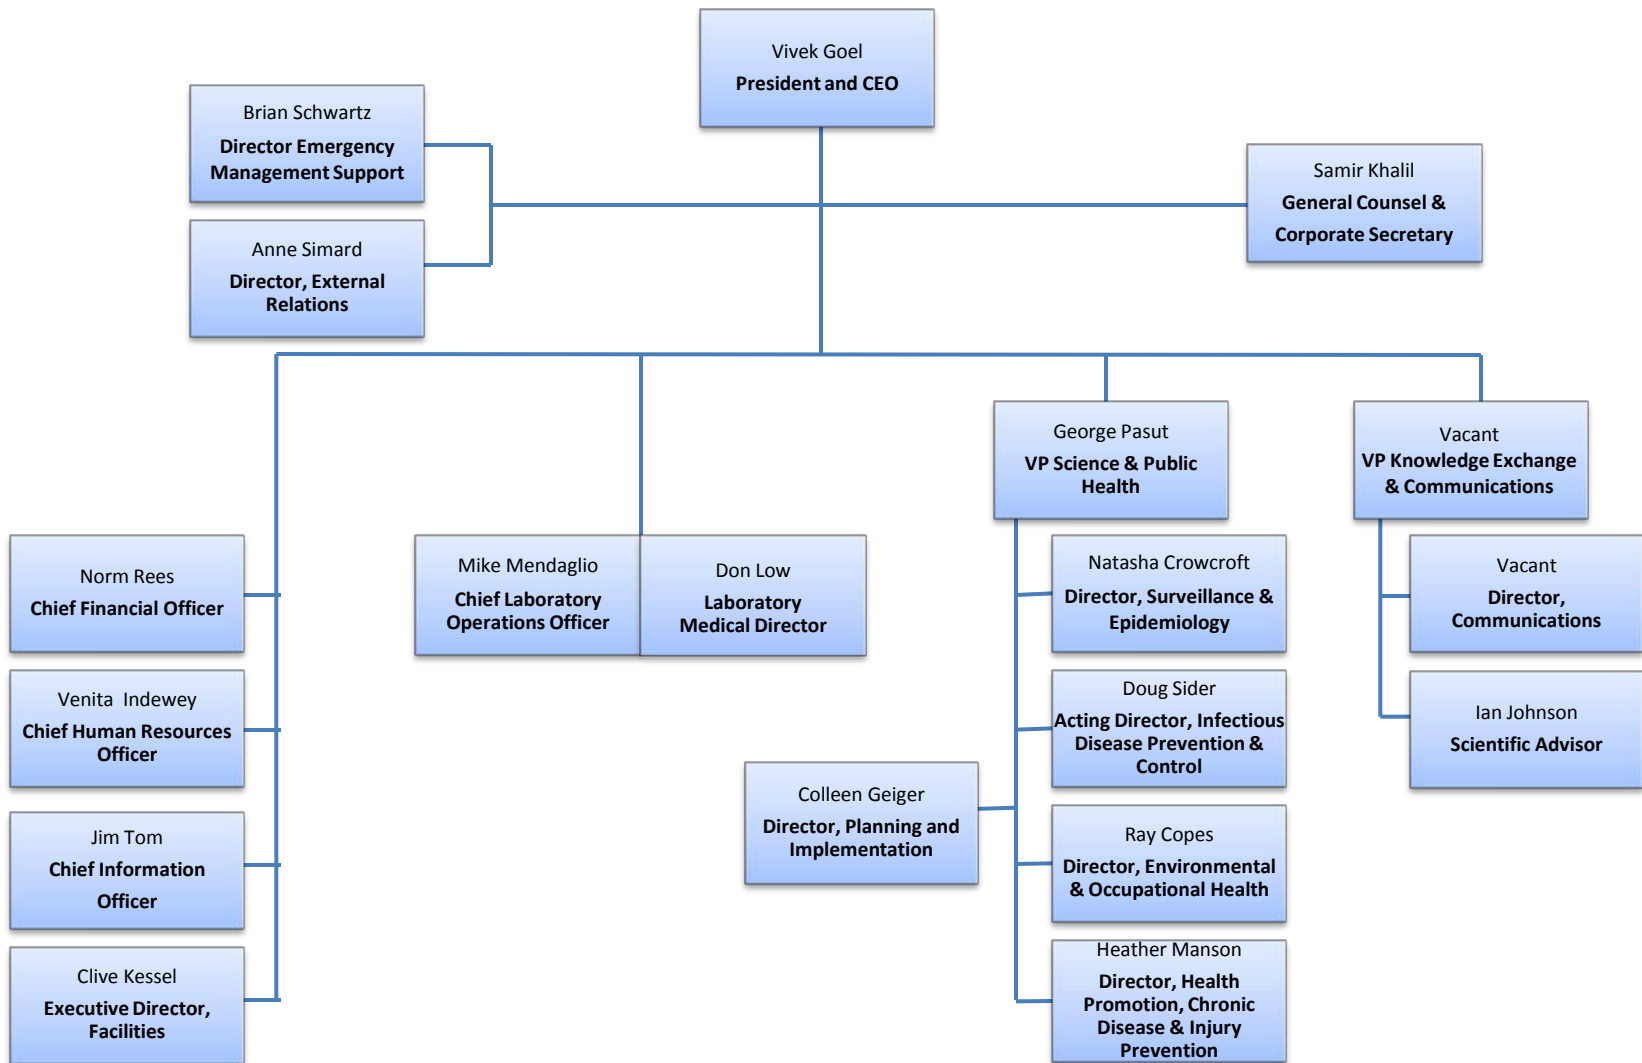 Vivek Goel
President and CEO
Brian Schwartz
Director Emergency
Management Support
Anne Simard
Director, External
Relations
Samir Khalil
General Counsel &
Corporate Secretary
Norm Rees
Chief Financial Officer
Venita  Indewey
Chief Human Resources
Officer
Jim Tom
Chief Information
Officer
Clive Kessel
Executive Director,
Facilities
Mike Mendaglio
Chief Laboratory
Operations Officer
Don Low
Laboratory
Medical Director
George Pasut
VP Science & Public
Health
Colleen Geiger
Director, Planning and
Implementation
Natasha Crowcroft
Director, Surveillance &
Epidemiology
Doug Sider
Acting Director, Infectious
Disease Prevention &
Control
Ray Copes
Director, Environmental
& Occupational Health
Heather Manson
Director, Health
Promotion, Chronic
Disease & Injury
Prevention
Vacant
VP Knowledge Exchange
& Communications
Vacant
Director,
Communications
Ian Johnson
Scientific Advisor